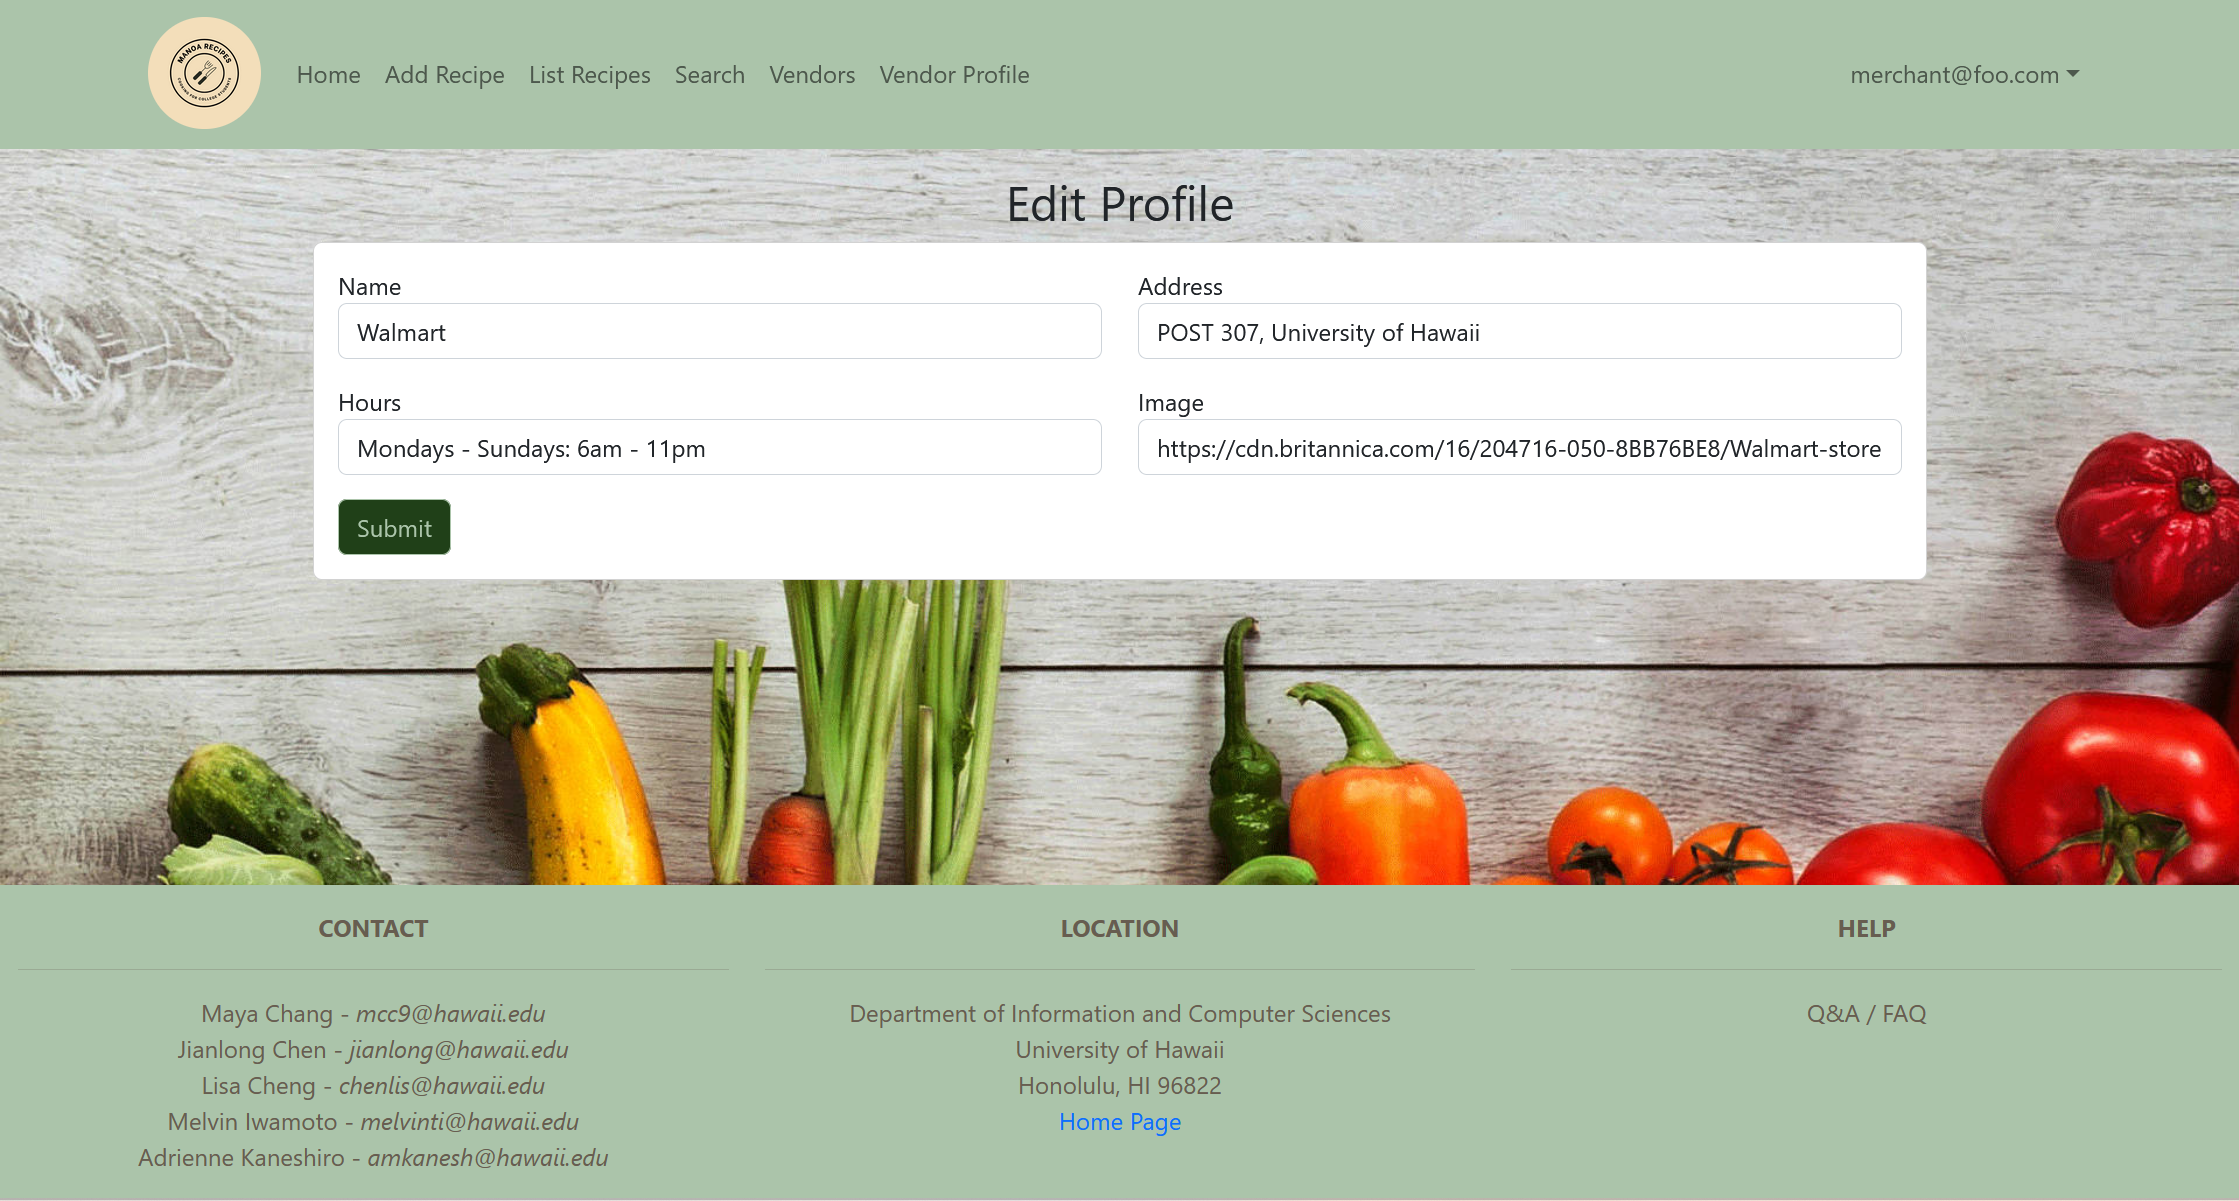 MANOA RECIPES
COOKING FOR COLLEGE STUDENTS
Home Add Recipe List Recipes Search Vendors Vendor Profile merchant@foo.com
Edit Profile
Name Address
Walmart POST 307, University of Hawaii
Hours Image
Mondays - Sundays: 6am - 11pm https://cdn.britannica.com/16/204716-050-8BB76BE8/Walmart-store
Submit
CONTACT
Maya Chang - mcc9@hawaii.edu
Jianlong Chen - jianlong@hawaii.edu
Lisa Cheng - chenlis@hawaii.edu
Melvin Iwamoto - melvinti@hawaii.edu
Adrienne Kaneshiro - amkanesh@hawaii.edu
LOCATION
Department of Information and Computer Sciences
University of Hawaii
Honolulu, HI 96822
Home Page
HELP
Q&A / FAQ